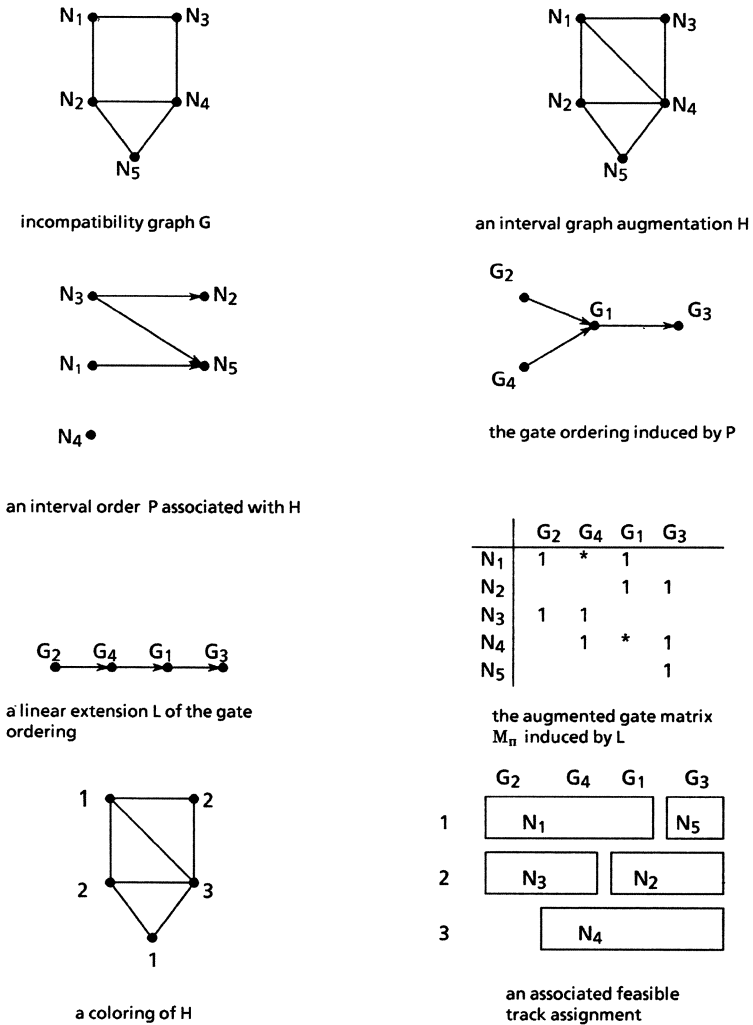 N1 N3
N2 N4
N5
incompatibility graph G
N1 N3
N2 N4
N5
an interval graph augmentation H
N3 N2
N1 N5
N4
an interval order P associated with H
G2
G1 G3
G4
the gate ordering induced by P
G2 G4 G1 G3
a linear extension L of the gate
ordering
G2 G4 G1 G3
N1 1 * 1
N2 1 1
N3 1 1
N4 1 * 1
N5 1
the augmented gate matrix
MΠ induced by L
1 2
2 3
1
a coloring of H
G2 G4 G1 G3
1 N1 N5
2 N3 N2
3 N4
an associated feasible
track assignment